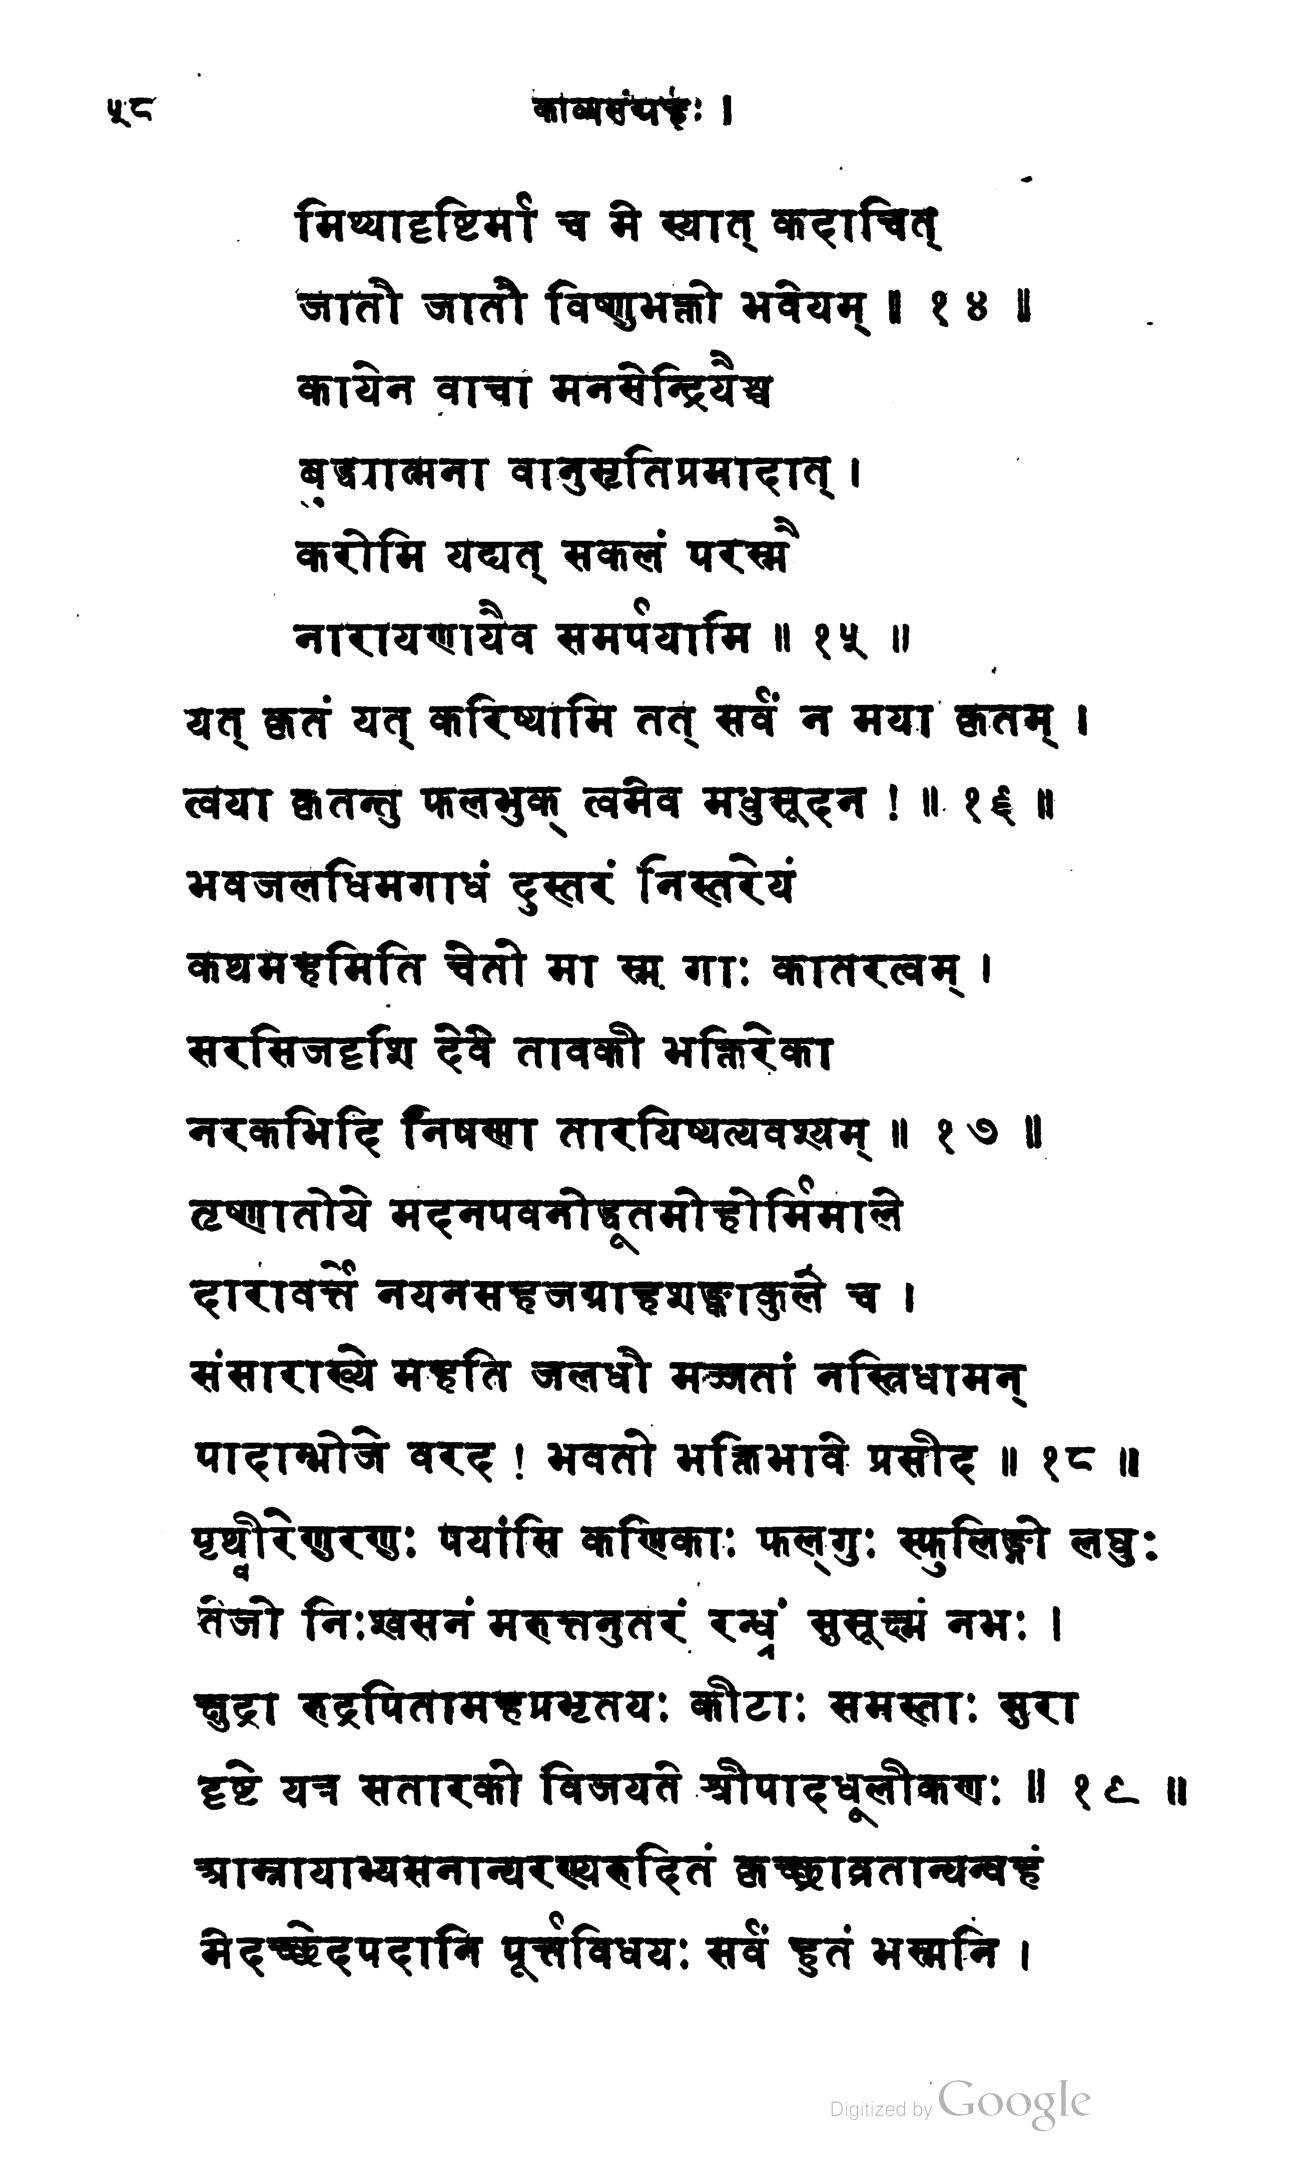 ५८
काव्यसंग्रहः ।
मिथ्यादृष्टिर्मा च मे स्यात् कदाचित्
जातौ जातौ विष्णुभक्तो भवेयम् ॥ १४ ॥
कायेन वाचा मनसेन्द्रियैश्च
बुद्ध्यात्मना वानुसृतिप्रमादात् ।
करोमि यद्यत् सकलं परस्मै
नारायणायैव समर्पयामि ॥ १५ ॥
यत् कृतं यत् करिष्यामि तत् सर्वं न मया कृतम् ।
त्वया कृतन्तु फलभुक् त्वमेव मधुसूदन ! ॥ १६ ॥
भवजलधिमगाधं दुस्तरं निस्तरेयं
कथमहमिति चेतो मा स्म गाः कातरत्वम् ।
सरसिजदृशि देवे तावकी भक्तिरेका
नरकभिदि निषण्णा तारयिष्यत्यवश्यम् ॥ १७ ॥
तृष्णातोये मदनपवनोद्धूतमोहोर्म्मिमाले
दारावर्त्ते नयनसहजग्राहशङ्काकुले च ।
संसाराख्ये महति जलधौ मज्जतां नस्त्रिधामन्
पादाम्भोजे वरद ! भवतो भक्तिभावे प्रसीद ॥ १८ ॥
पृथ्वीरेणुरणुः पयांसि कणिकाः फल्गुः स्फुलिङ्गो लघुः
तेजो निःश्वसनं मरुत्तनुतरं रन्ध्रं सुसूक्ष्मं नभः ।
क्षुद्रा रुद्रपितामहप्रभृतयः कीटाः समस्ताः सुरा
दृष्टे यत्र सतारको विजयते श्रीपादधूलीकणः ॥ १९ ॥
आम्नायाभ्यसनान्यरण्यरुदितं कृच्छ्राव्रतान्यन्वहं
मेदच्छेदपदानि पूर्त्तविधयः सर्वं हुतं भस्मनि ।
Digitized by Google